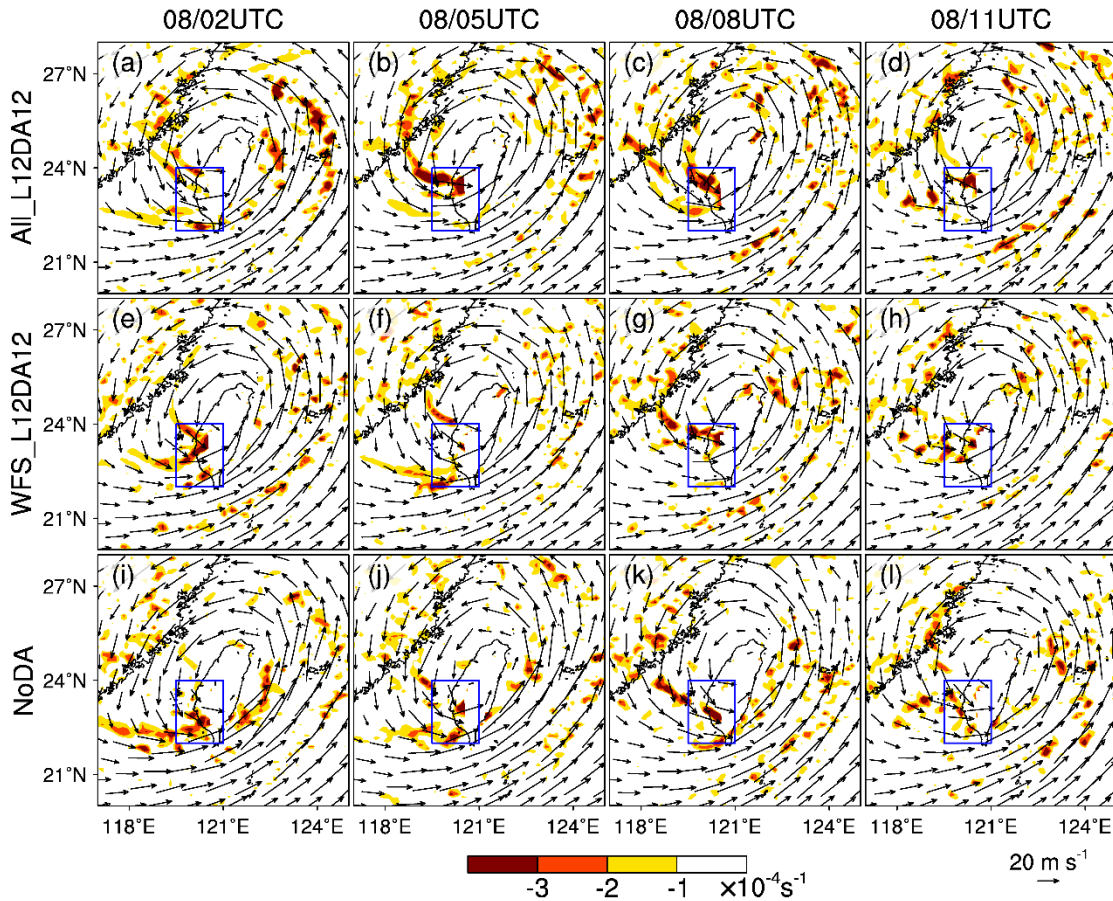 08/02UTC 08/05UTC 08/08UTC 08/11UTC
All_L12DA12
27°N
24°N
21°N
(a) (b) (c) (d)
WFS_L12DA12
27°N
24°N
21°N
(e) (f) (g) (h)
NoDA
27°N
24°N
21°N
(i) (j) (k) (l)
118°E 121°E 124°E 118°E 121°E 124°E 118°E 121°E 124°E 118°E 121°E 124°E
-3 -2 -1 ×10⁻⁴s⁻¹
20 m s⁻¹